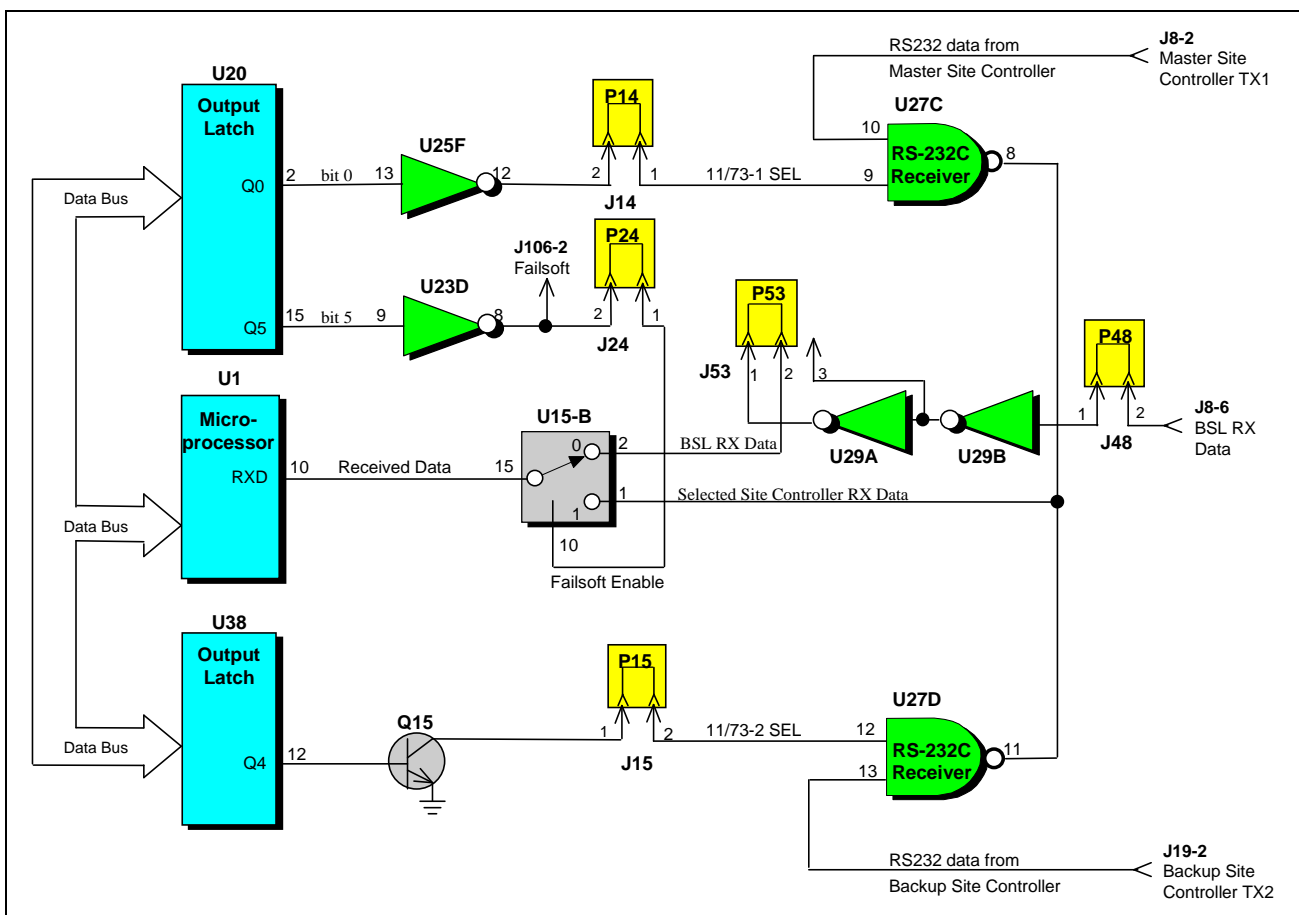 RS232 data from
Master Site Controller
J8-2
Master Site
Controller TX1
U20
Output
Latch
Q0
2
bit 0
13
U25F
12
P14
2
1
J14
11/73-1 SEL
U27C
10
9
RS-232C
Receiver
8
Data Bus
Q5
15
bit 5
9
U23D
8
J106-2
Failsoft
P24
2
1
J24
P53
J53
1
2
3
P48
1
2
J48
J8-6
BSL RX
Data
U29A
U29B
U1
Micro-
processor
RXD
10
Received Data
15
U15-B
0
2
BSL RX Data
1
1
Selected Site Controller RX Data
10
Failsoft Enable
Data Bus
U38
Output
Latch
Q4
12
Data Bus
Q15
P15
1
2
J15
11/73-2 SEL
U27D
12
13
RS-232C
Receiver
11
RS232 data from
Backup Site Controller
J19-2
Backup Site
Controller TX2